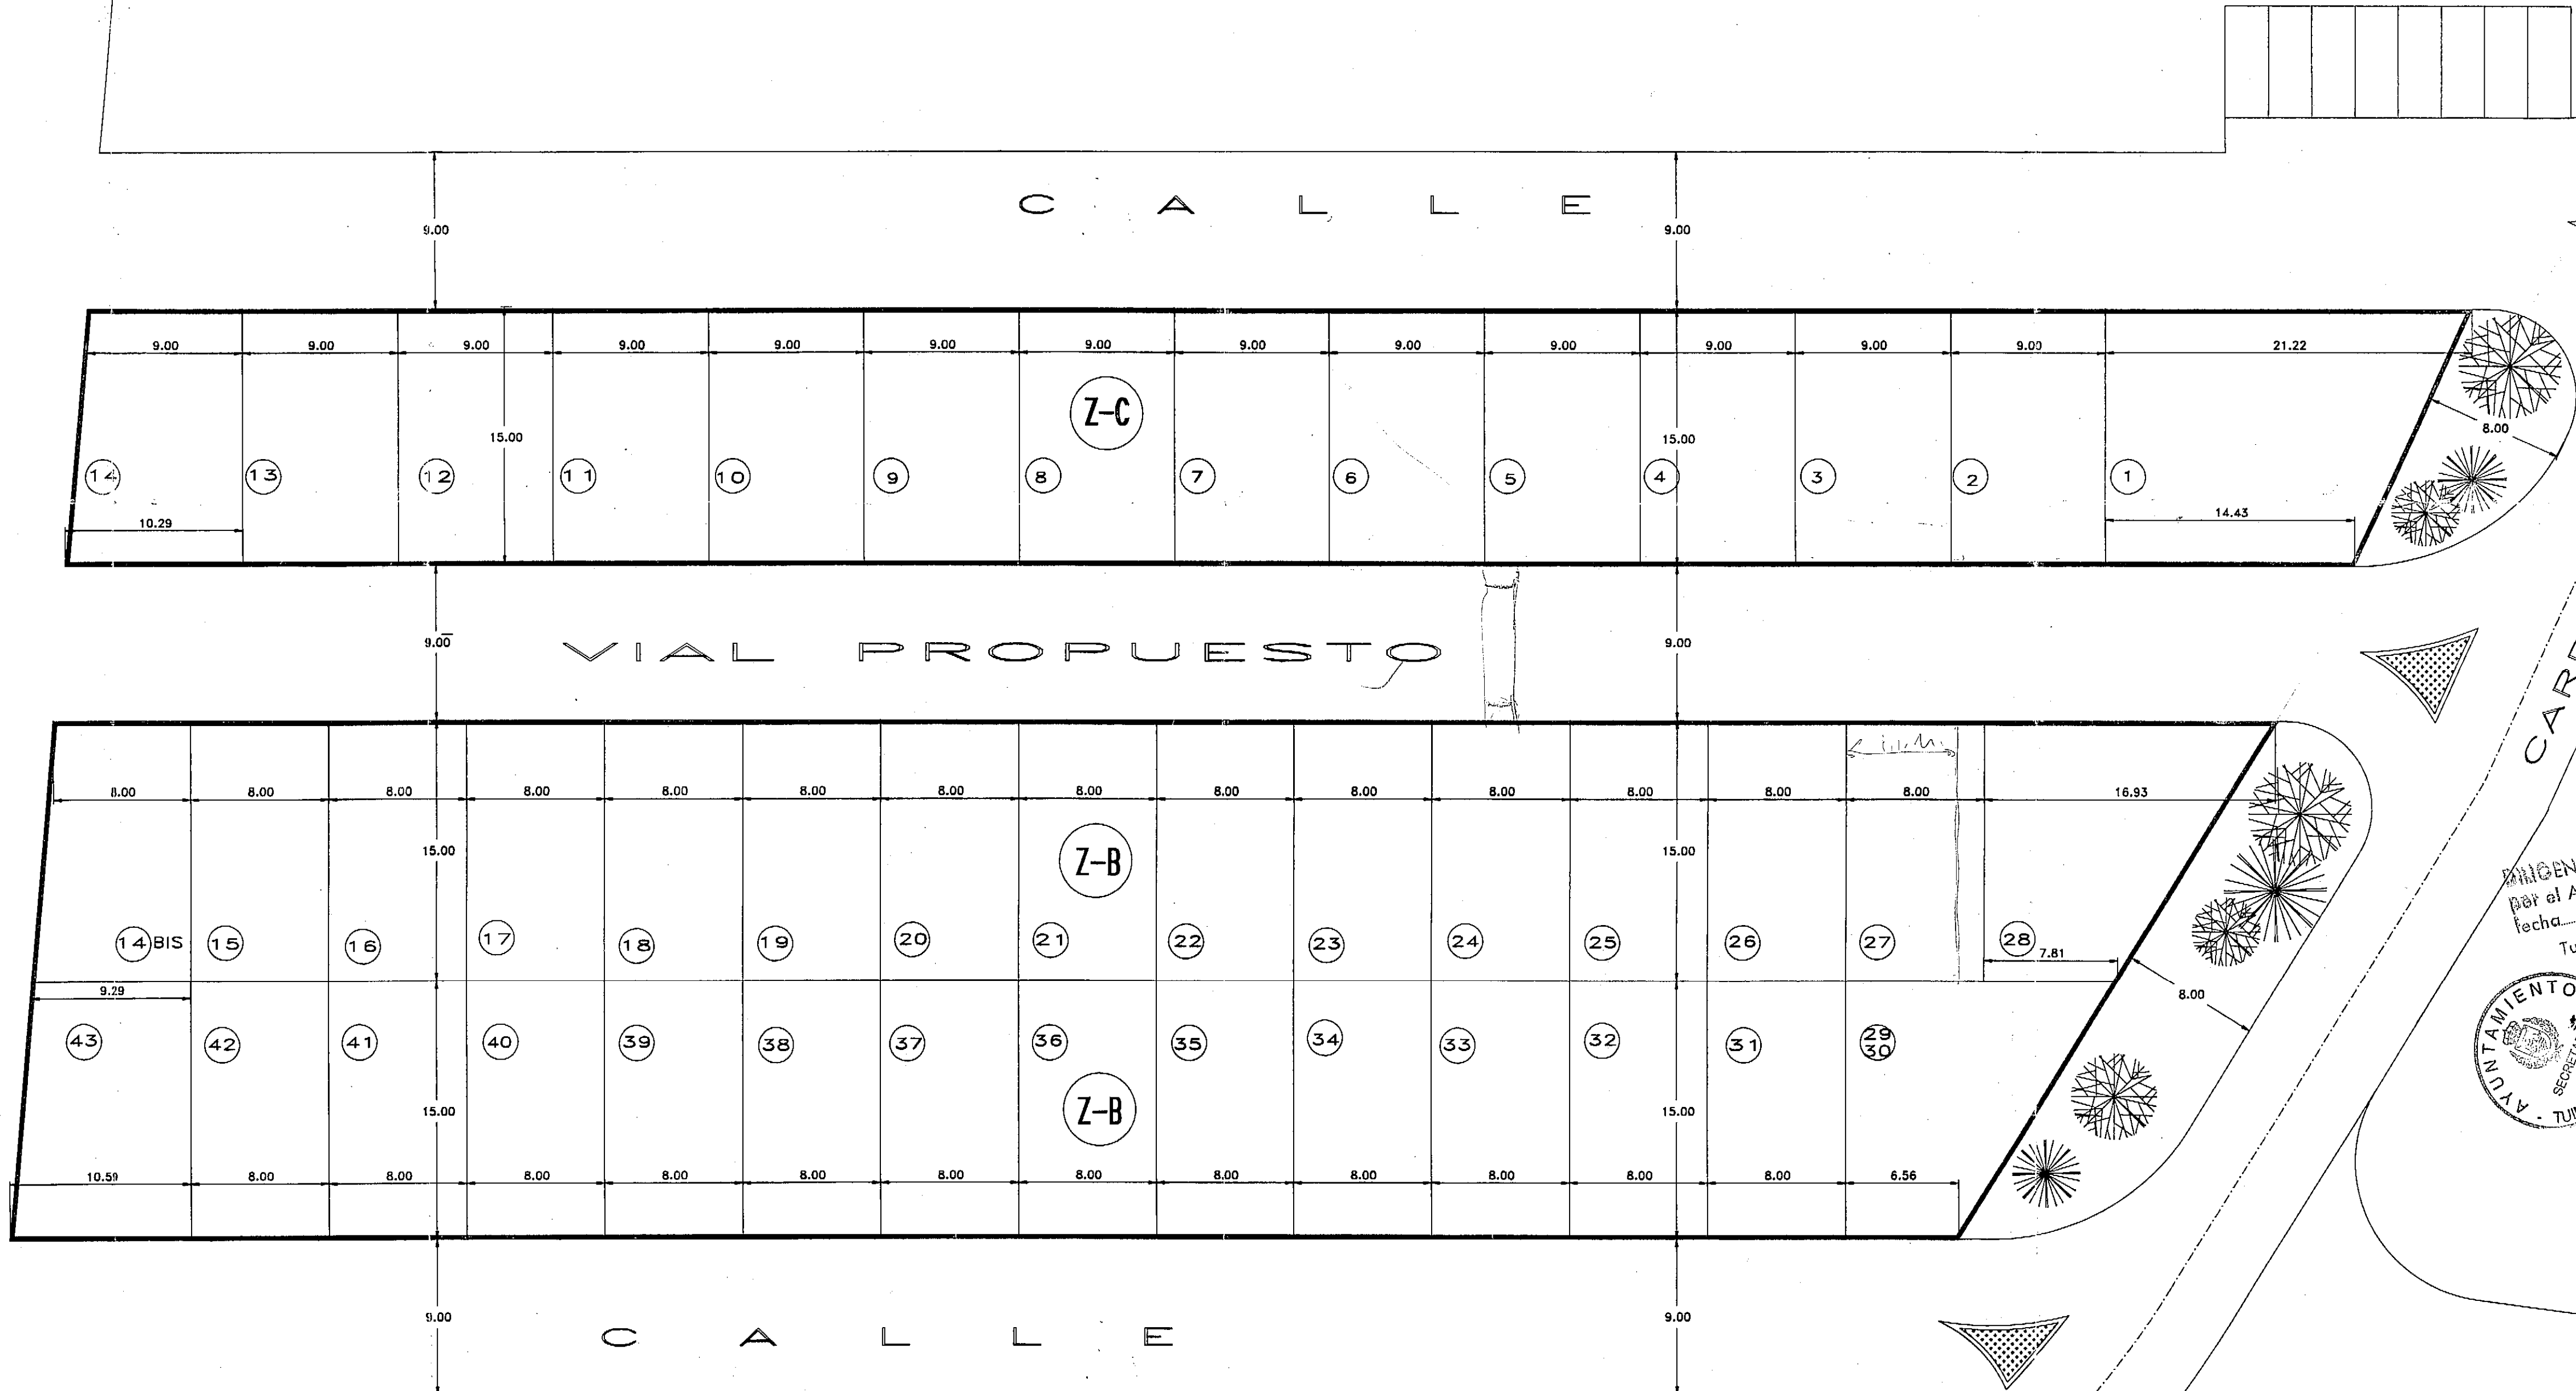 C A L L E
9.00 9.00
9.00 9.00 9.00 9.00 9.00 9.00 9.00 9.00 9.00 9.00 9.00 9.00 9.00 21.22
Z-C
15.00 15.00
8.00
14 13 12 11 10 9 8 7 6 5 4 3 2 1
10.29 14.43
9.00 VIAL PROPUESTO 9.00
8.00 8.00 8.00 8.00 8.00 8.00 8.00 8.00 8.00 8.00 8.00 8.00 8.00 8.00 16.93
15.00 Z-B 15.00
14 BIS 15 16 17 18 19 20 21 22 23 24 25 26 27 28
7.81
9.29
8.00
43 42 41 40 39 38 37 36 35 34 33 32 31 29
30
15.00 Z-B 15.00
10.59 8.00 8.00 8.00 8.00 8.00 8.00 8.00 8.00 8.00 8.00 8.00 8.00 6.56
9.00 9.00
C A L L E
por el A
fecha
Tu
AYUNTAMIENTO